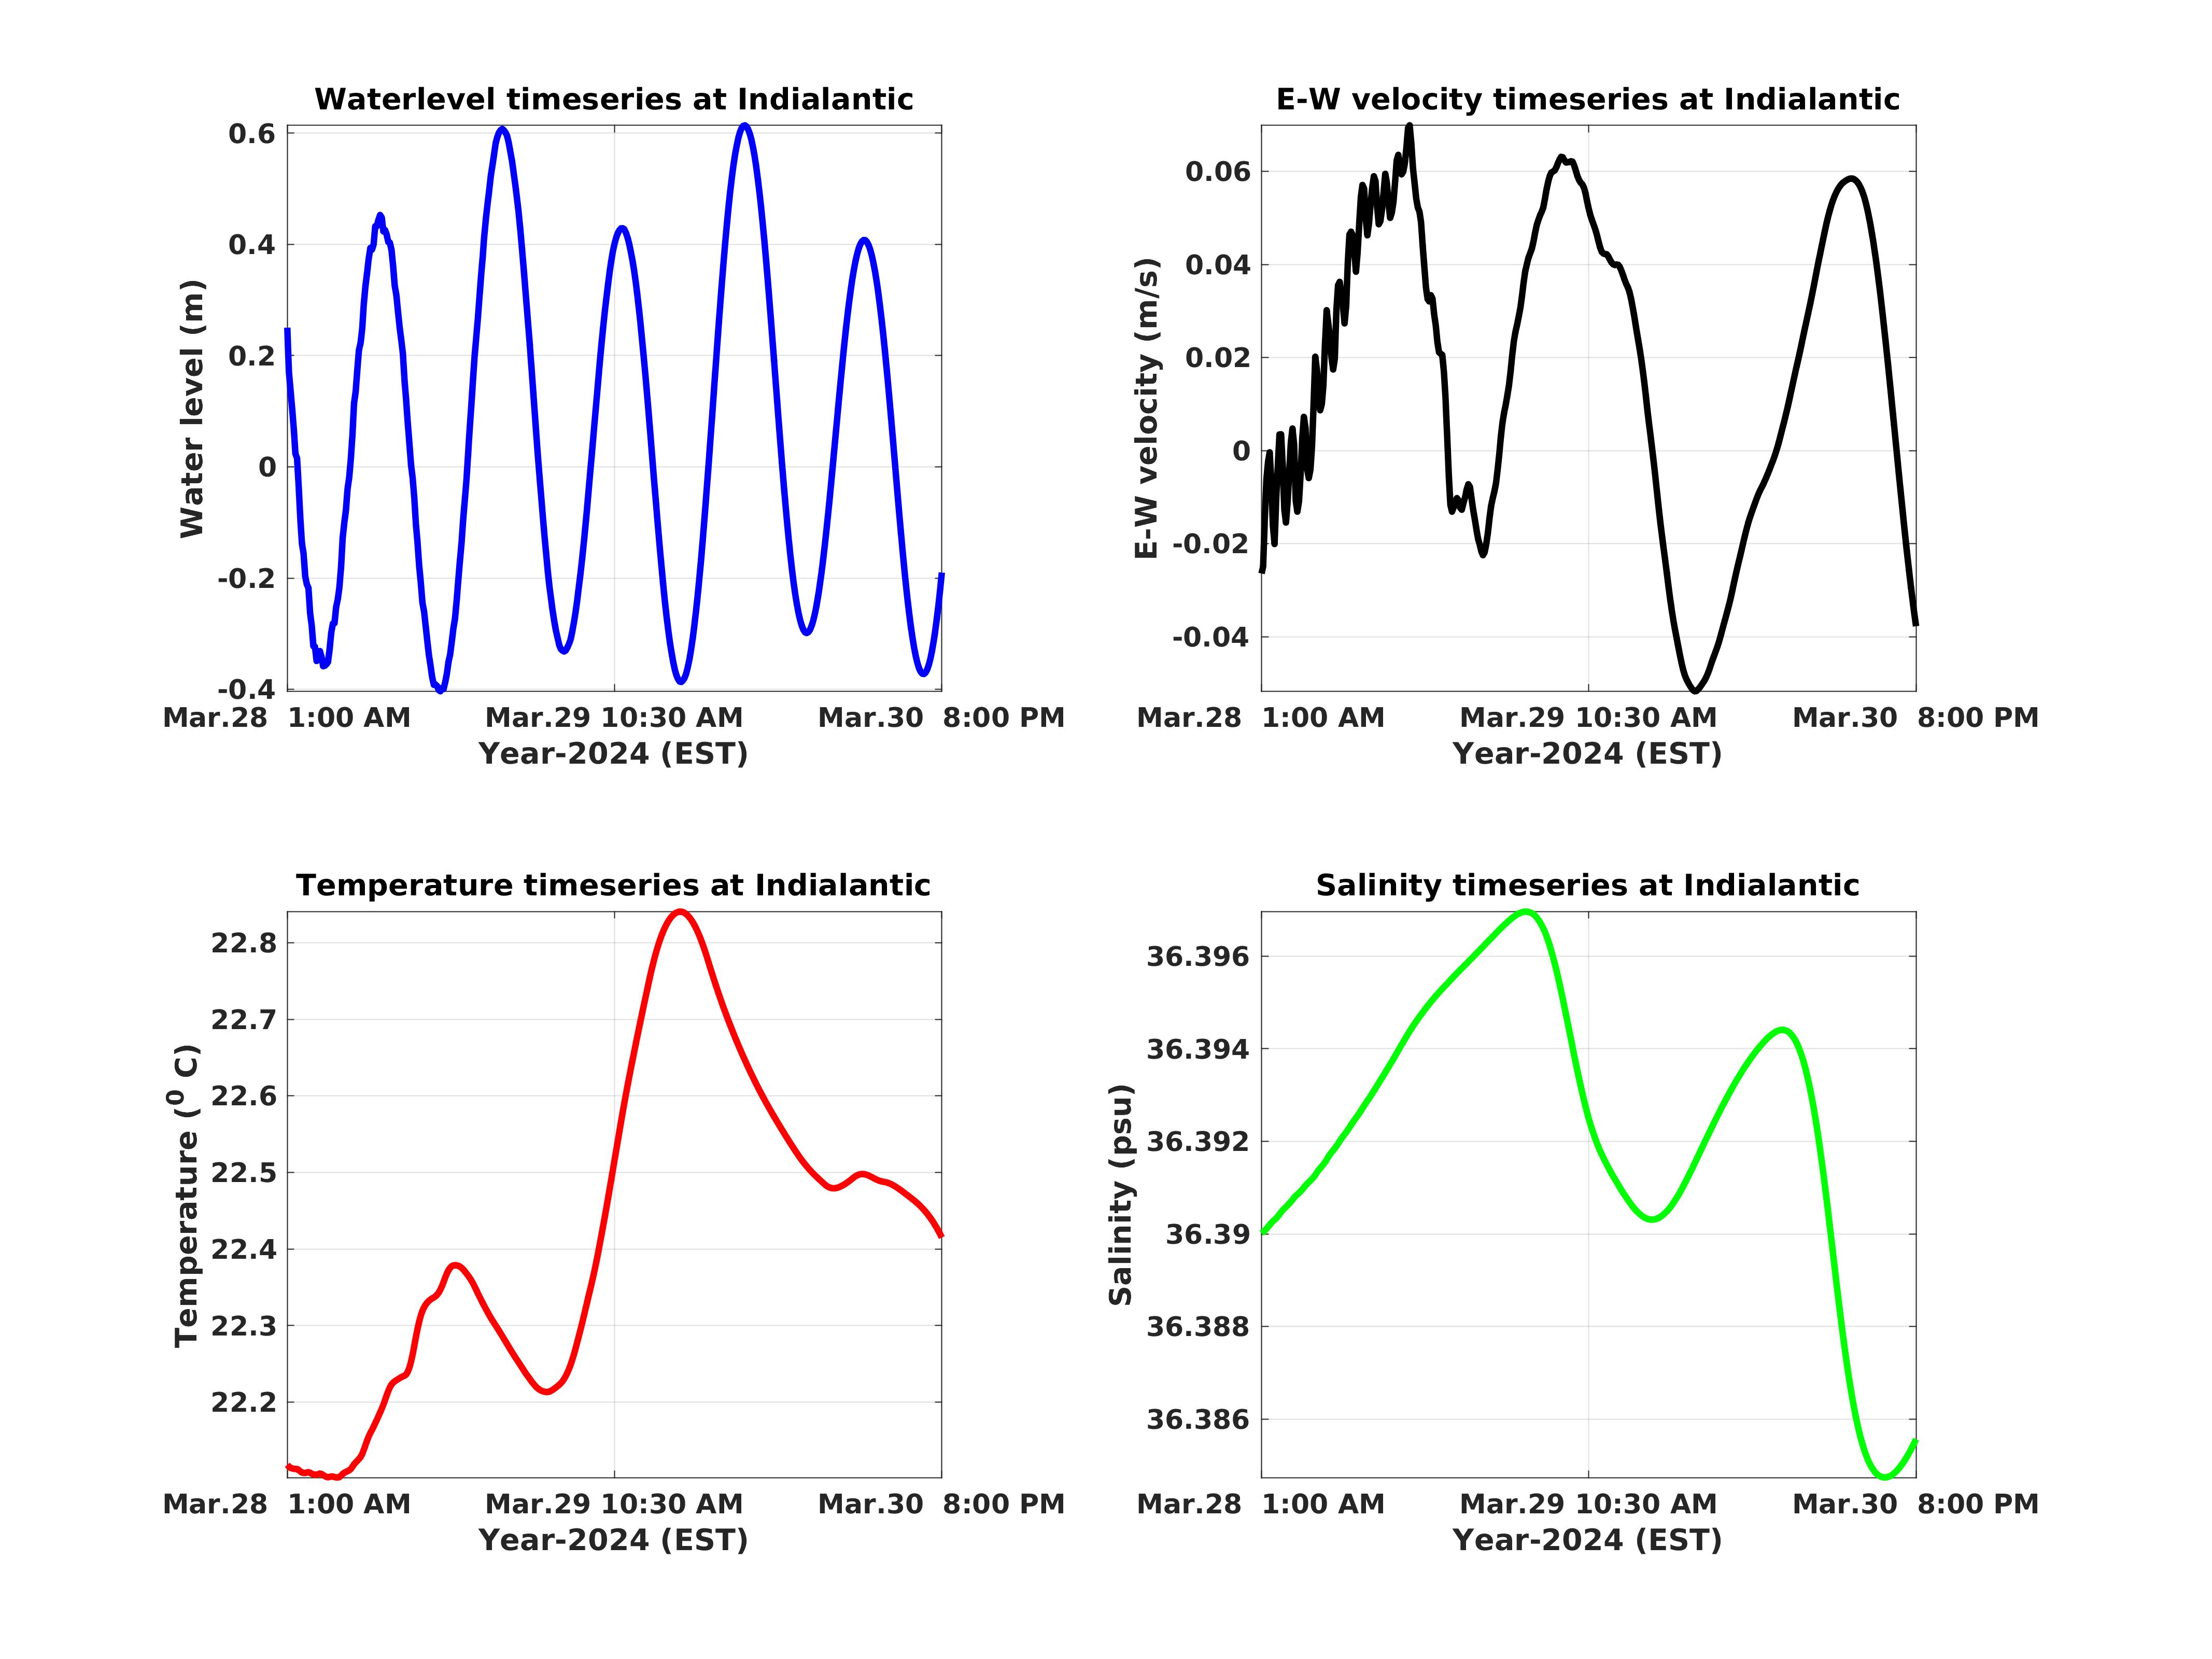 Waterlevel timeseries at Indialantic
0.6
0.4
0.2
0
-0.2
-0.4
Water level (m)
Mar.28 1:00 AM
Mar.29 10:30 AM
Mar.30 8:00 PM
Year-2024 (EST)
E-W velocity timeseries at Indialantic
0.06
0.04
0.02
0
-0.02
-0.04
E-W velocity (m/s)
Mar.28 1:00 AM
Mar.29 10:30 AM
Mar.30 8:00 PM
Year-2024 (EST)
Temperature timeseries at Indialantic
22.8
22.7
22.6
22.5
22.4
22.3
22.2
Temperature (⁰ C)
Mar.28 1:00 AM
Mar.29 10:30 AM
Mar.30 8:00 PM
Year-2024 (EST)
Salinity timeseries at Indialantic
36.396
36.394
36.392
36.39
36.388
36.386
Salinity (psu)
Mar.28 1:00 AM
Mar.29 10:30 AM
Mar.30 8:00 PM
Year-2024 (EST)